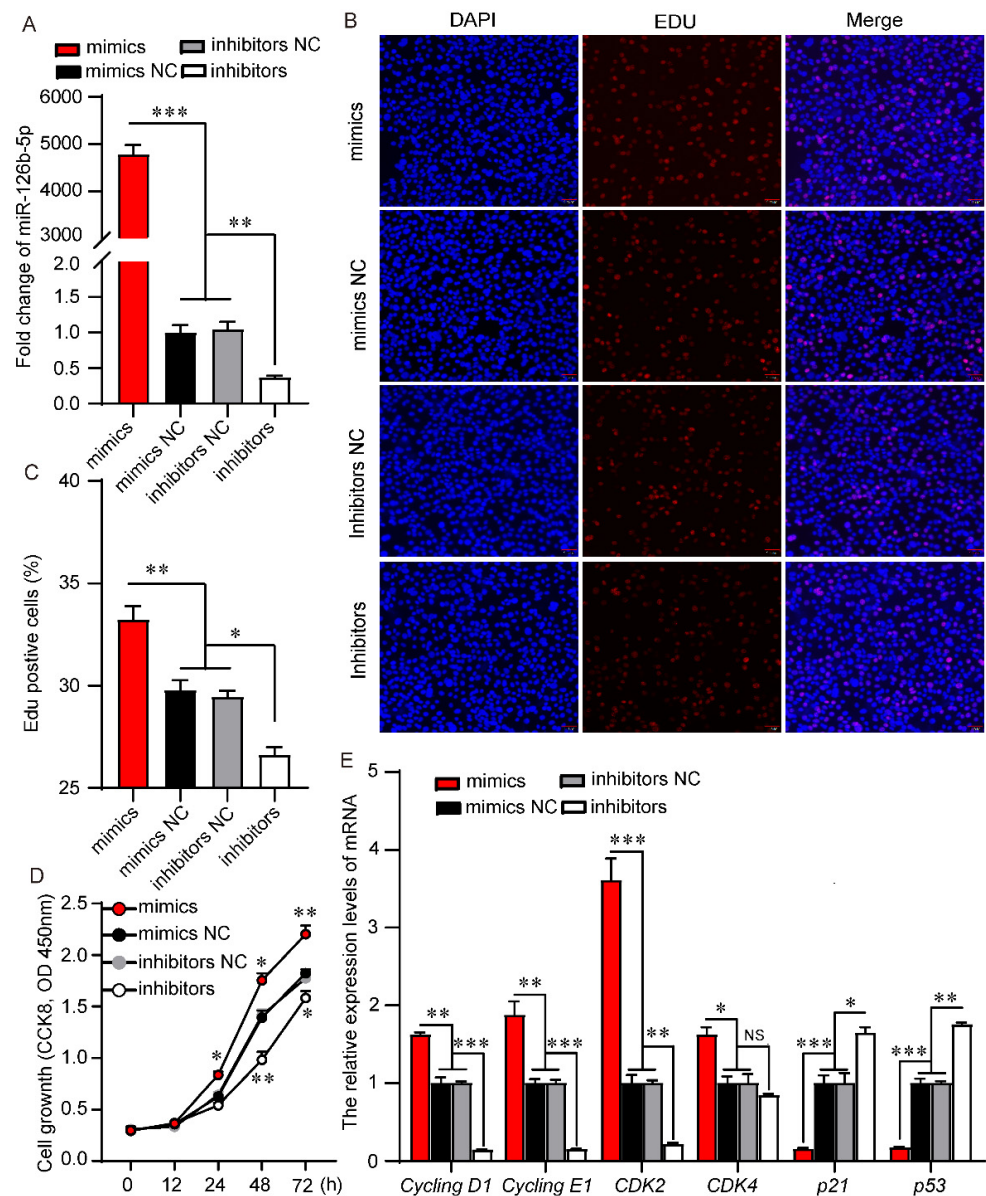 A
mimics
inhibitors NC
mimics NC
inhibitors
Fold change of miR-126b-5p
6000
5000
4000
3000
2.0
1.5
1.0
0.5
0.0
***
**
mimics
mimics NC
inhibitors NC
inhibitors
B
DAPI
EDU
Merge
mimics
mimics NC
Inhibitors NC
Inhibitors
C
Edu postive cells (%)
40
35
30
25
**
*
mimics
mimics NC
inhibitors NC
inhibitors
D
Cell growth (CCK8, OD 450nm)
2.5
2.0
1.5
1.0
0.5
0.0
mimics
mimics NC
inhibitors NC
inhibitors
*
*
**
**
*
0 12 24 48 72 (h)
E
The relative expression levels of mRNA
5
4
3
2
1
0
mimics
inhibitors NC
mimics NC
inhibitors
** *** ** *** *** ** * NS *** * *** **
Cycling D1 Cycling E1 CDK2 CDK4 p21 p53